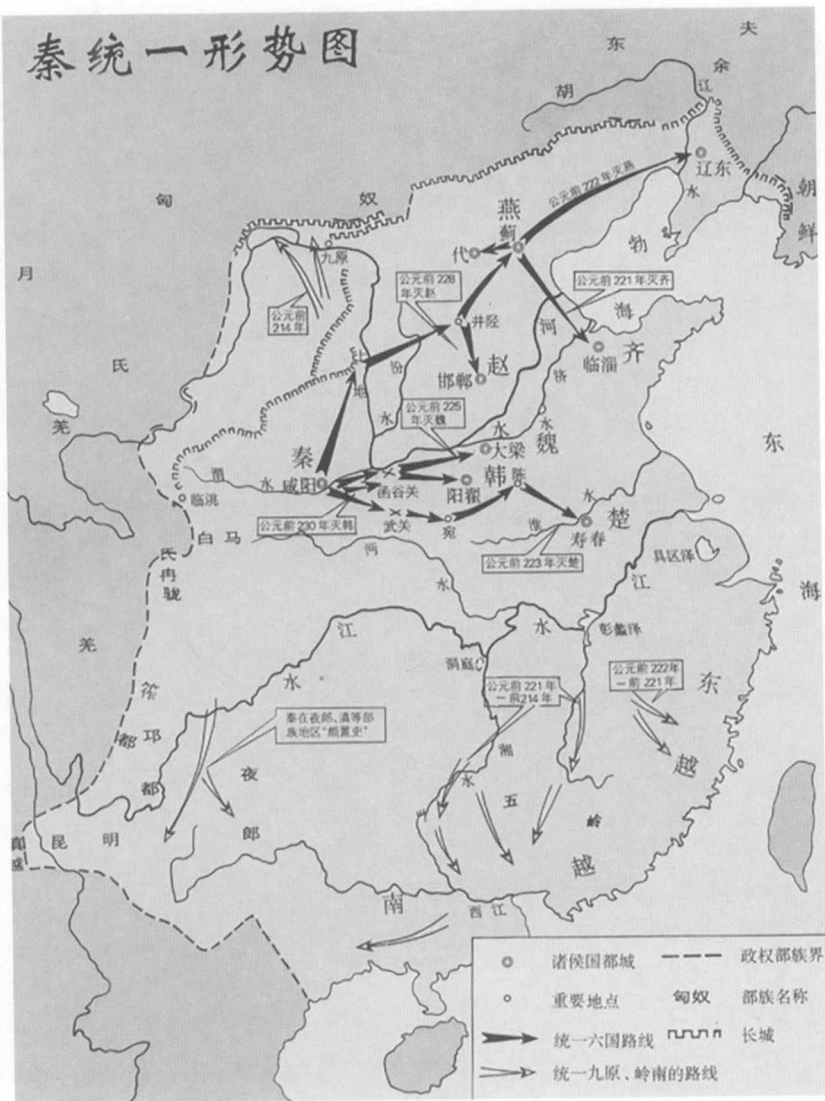 秦统一形势图
夫
东
余
胡
辽
辽东
水
朝鲜
匈
奴
月
氏
羌
公元前222年灭燕
燕
蓟
代
勃
海
九原
公元前
214年
公元前228
年灭赵
公元前221年灭齐
井陉
上
地
汾
水
河
水
赵
邯郸
济
水
临淄
齐
公元前225
年灭魏
魏
大梁
秦
咸阳
函谷关
韩
阳翟
陈
渭
水
临洮
公元前230年灭韩
武关
宛
淮
水
楚
寿春
公元前223年灭楚
东
海
白马
氐
冉
駹
沔
水
具区泽
江
水
彭蠡泽
羌
江
水
洞庭
公元前221年
—前214年
公元前222年
—前221年
东
越
筰
都
邛
都
秦在夜郎、滇等部
族地区“颇置吏”
夜
郎
湘
水
五
岭
越
昆明
南
西江
诸侯国都城
政权部族界
重要地点
匈奴
部族名称
统一六国路线
长城
统一九原、岭南的路线